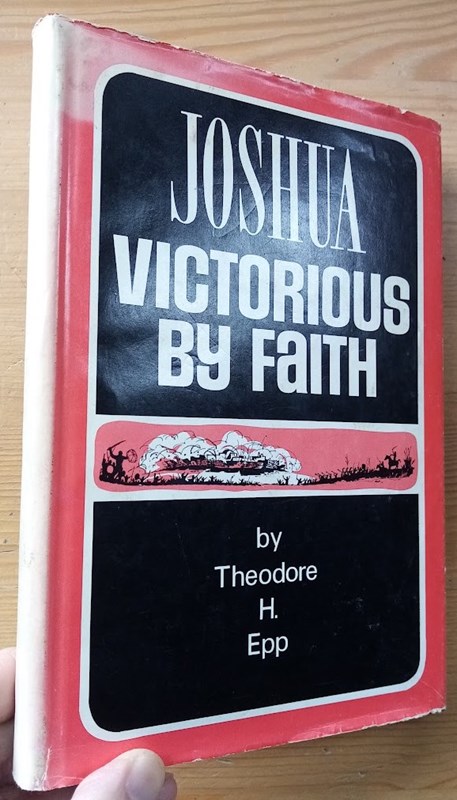 JOSHUA
VICTORIOUS
BY FaiTH
by
Theodore
H.
Epp